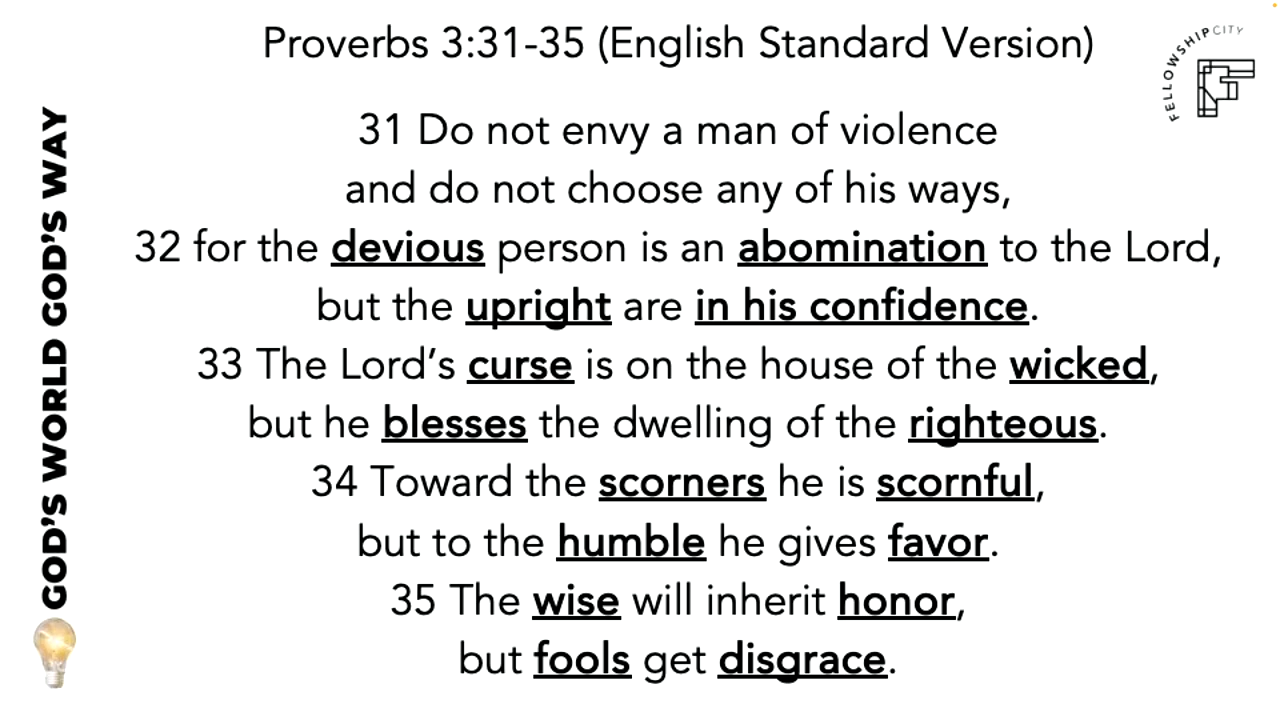 Proverbs 3:31-35 (English Standard Version)
FELLOWSHIPCITY
GOD'S WORLD GOD'S WAY
31 Do not envy a man of violence
and do not choose any of his ways,
32 for the devious person is an abomination to the Lord,
but the upright are in his confidence.
33 The Lord’s curse is on the house of the wicked,
but he blesses the dwelling of the righteous.
34 Toward the scorners he is scornful,
but to the humble he gives favor.
35 The wise will inherit honor,
but fools get disgrace.